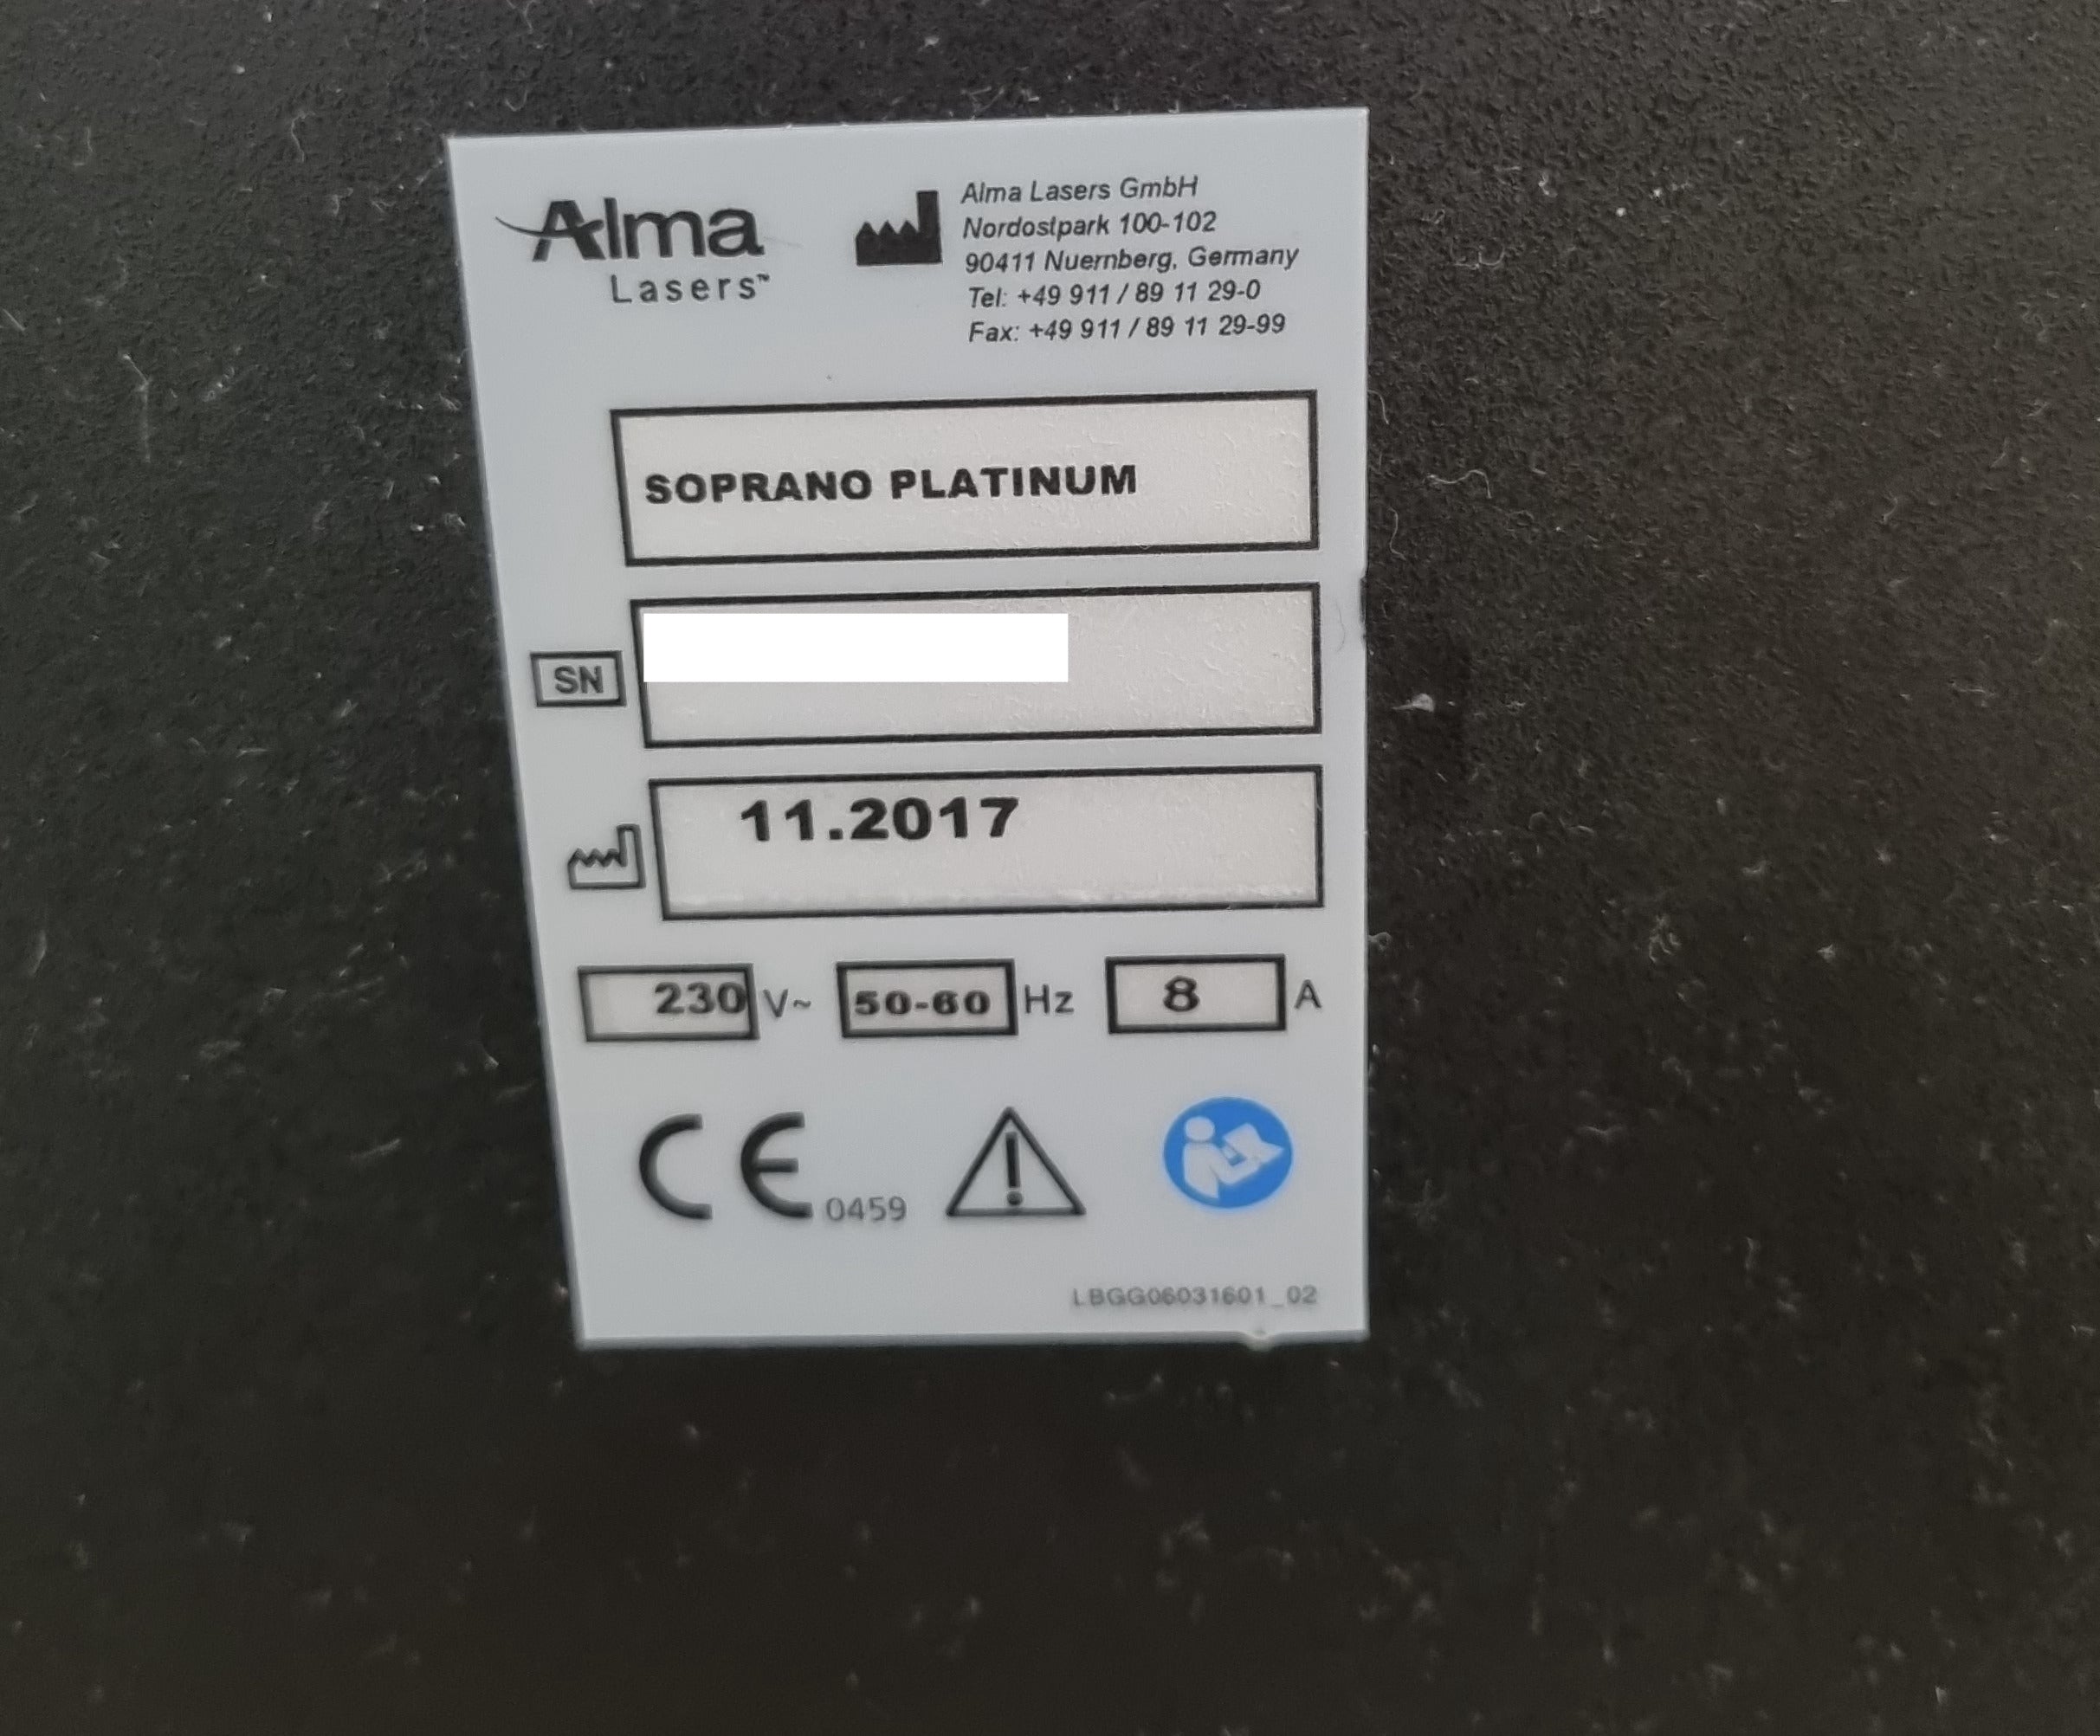 Alma
Lasers™
Alma Lasers GmbH
Nordostpark 100-102
90411 Nuernberg, Germany
Tel: +49 911 / 89 11 29-0
Fax: +49 911 / 89 11 29-99
SOPRANO PLATINUM
SN
11.2017
230 V~ 50-60 Hz 8 A
CE 0459
LBGG06031601_02